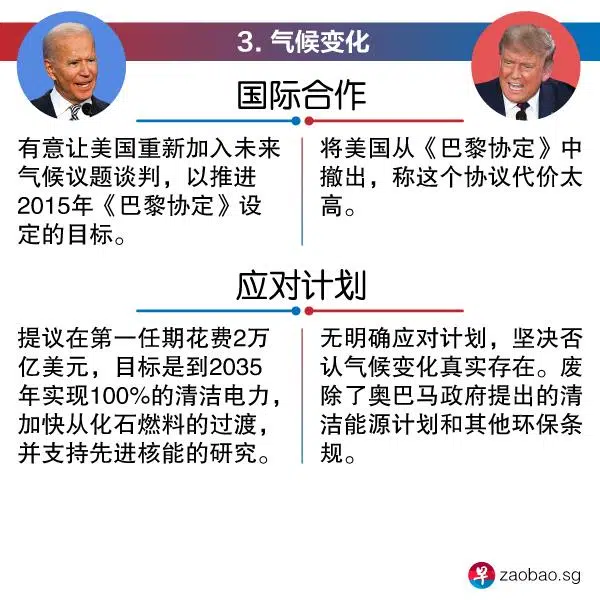 3. 气候变化
国际合作
有意让美国重新加入未来
气候议题谈判，以推进
2015年《巴黎协定》设
定的目标。
将美国从《巴黎协定》中
撤出，称这个协议代价太
高。
应对计划
提议在第一任期花费2万
亿美元，目标是到2035
年实现100%的清洁电力，
加快从化石燃料的过渡，
并支持先进核能的研究。
无明确应对计划，坚决否
认气候变化真实存在。废
除了奥巴马政府提出的清
洁能源计划和其他环保条
规。
早 zaobao.sg